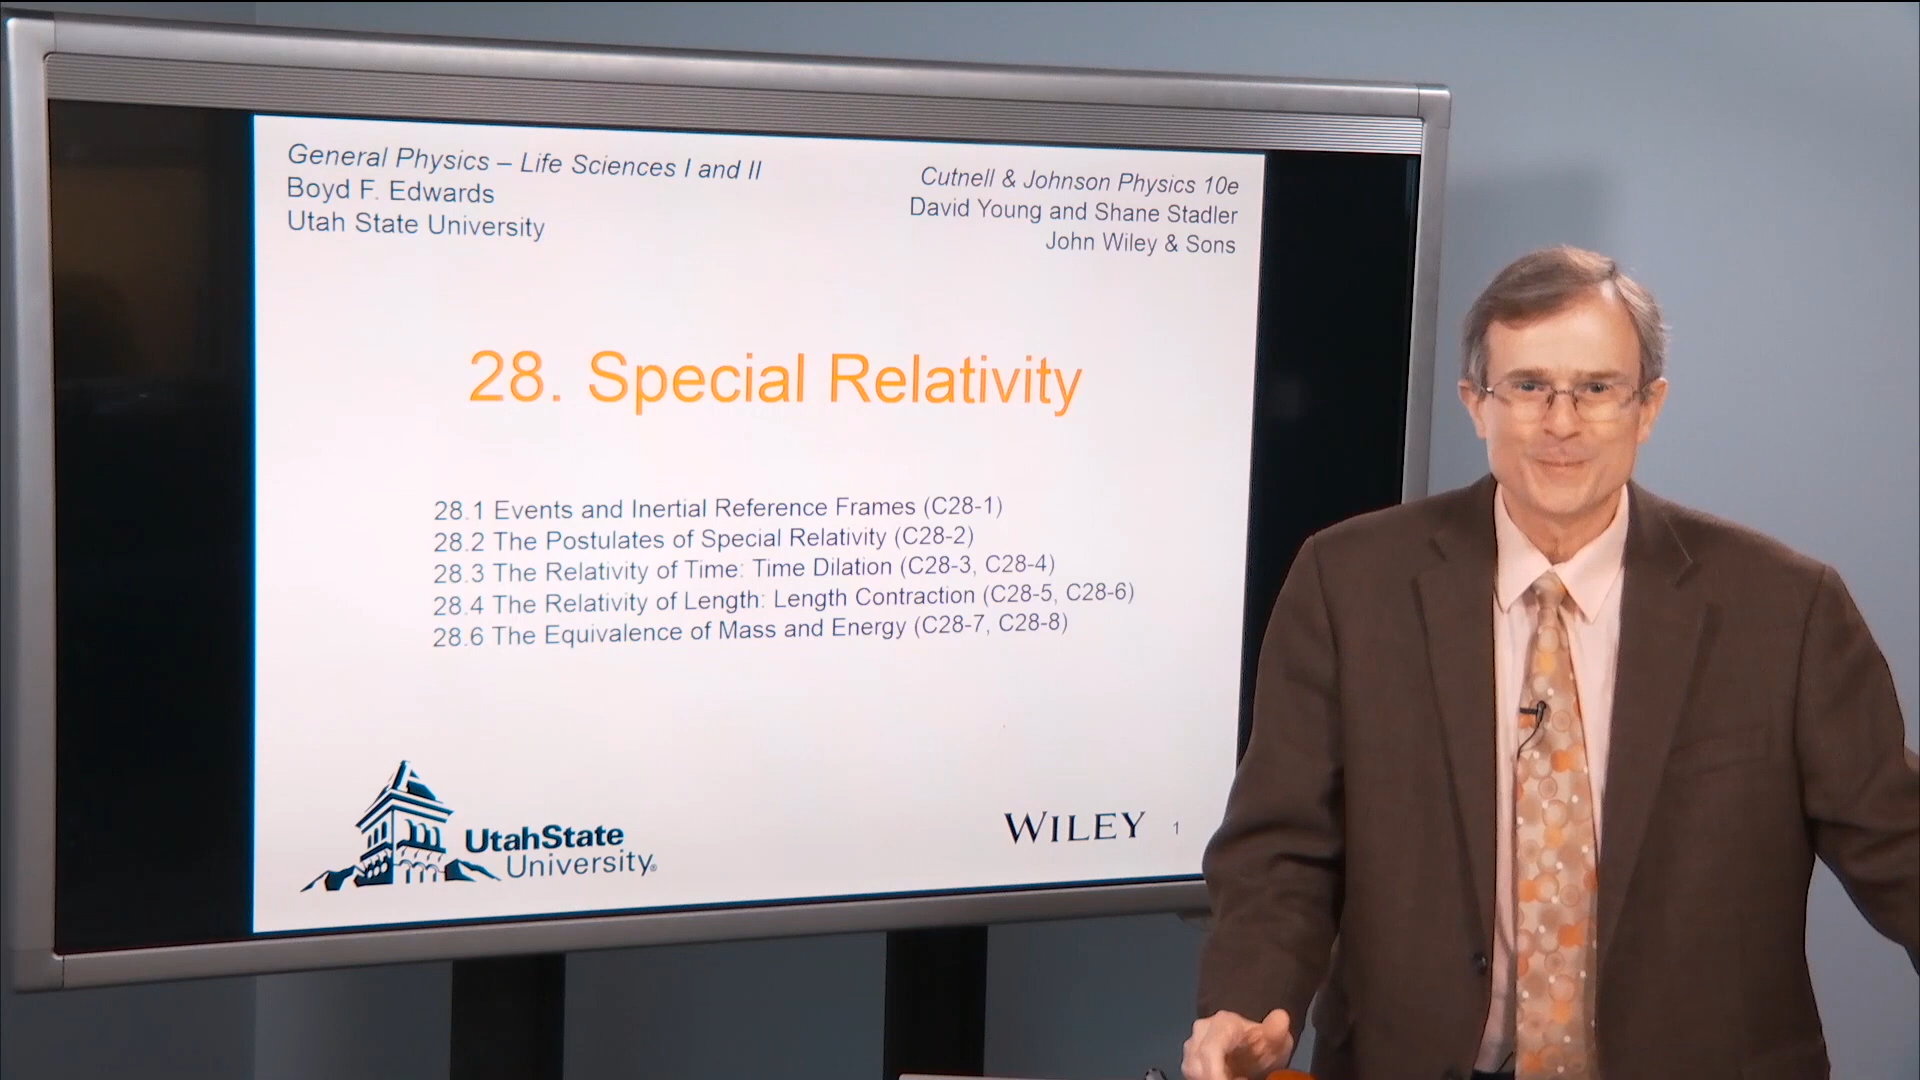 General Physics – Life Sciences I and II
Boyd F. Edwards
Utah State University
Cutnell & Johnson Physics 10e
David Young and Shane Stadler
John Wiley & Sons
28. Special Relativity
28.1 Events and Inertial Reference Frames (C28-1)
28.2 The Postulates of Special Relativity (C28-2)
28.3 The Relativity of Time: Time Dilation (C28-3, C28-4)
28.4 The Relativity of Length: Length Contraction (C28-5, C28-6)
28.6 The Equivalence of Mass and Energy (C28-7, C28-8)
UtahState
University®
WILEY
1